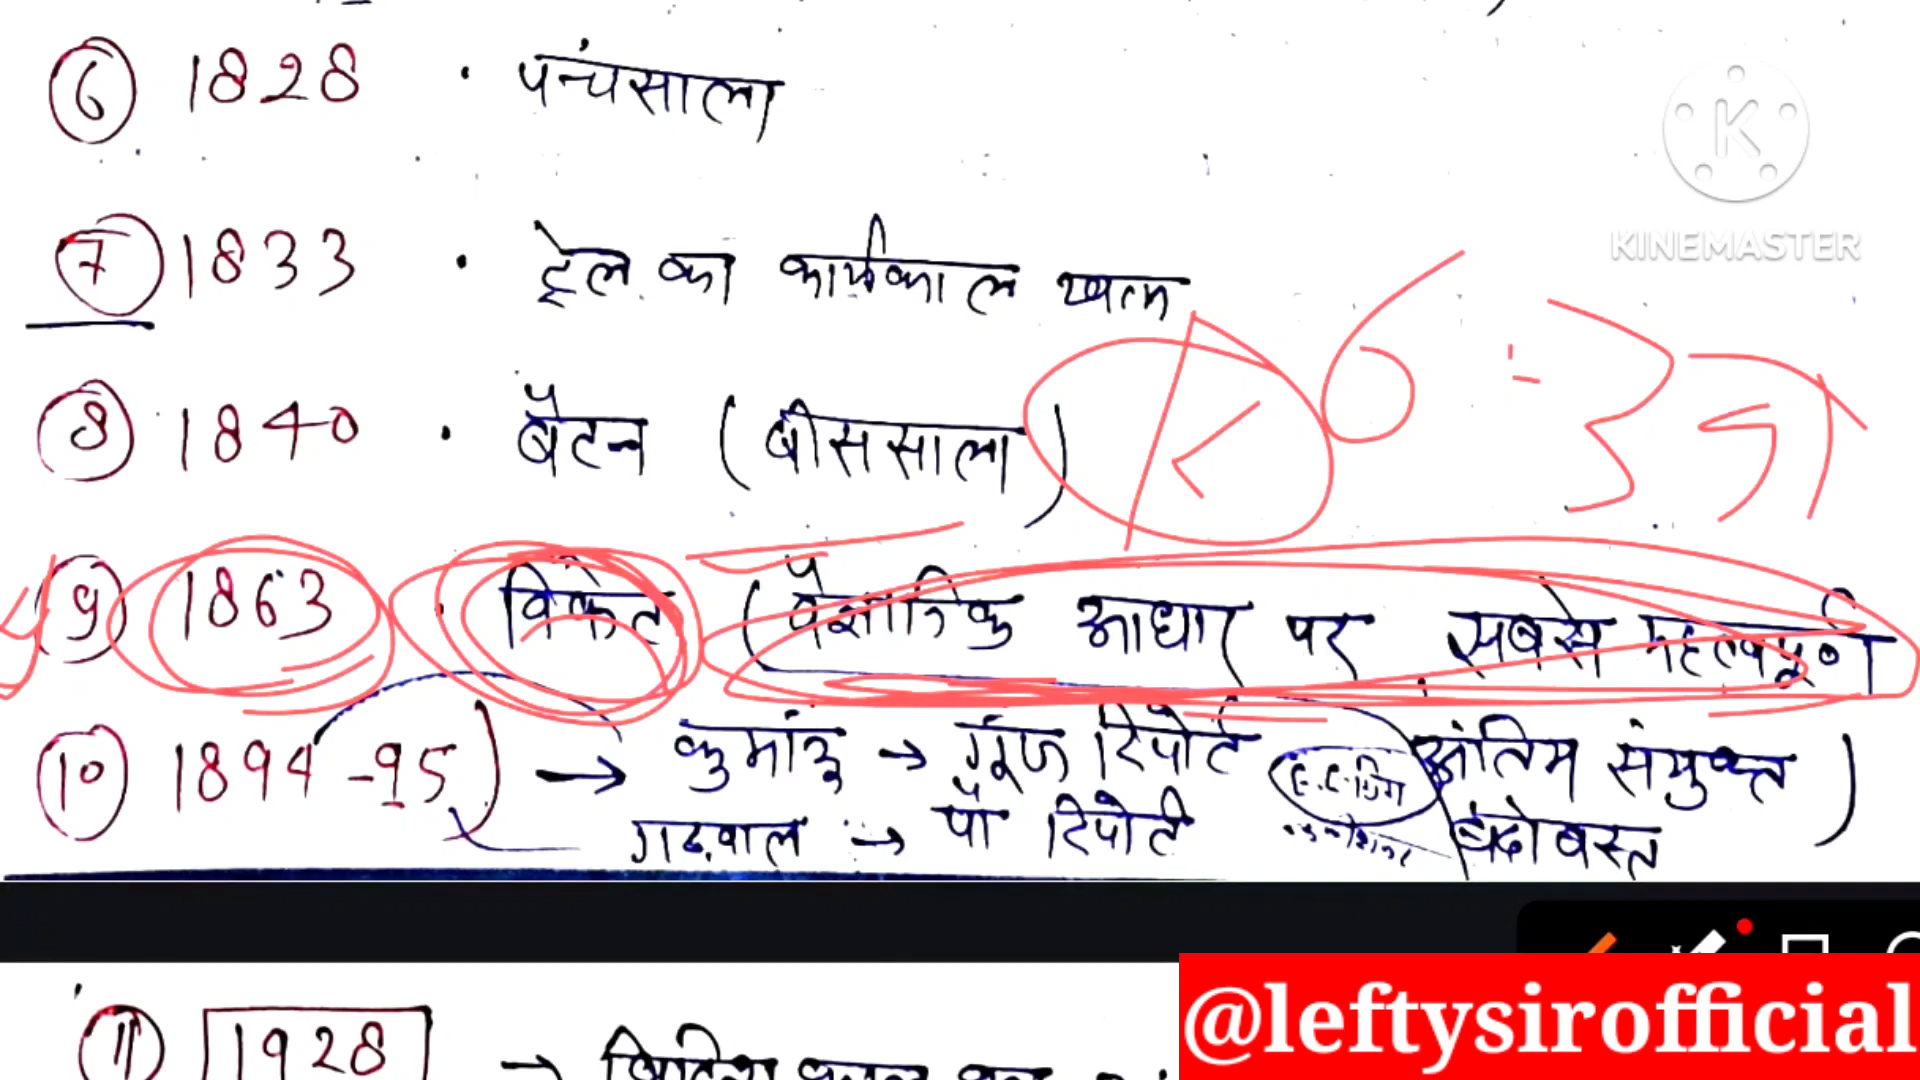 6 1828 · पंन्चसाला
7 1833 · ट्रेल का कार्यकाल खत्म
8 1840 · बैटन (बीससाला)
K
KINEMASTER
9 1863 · विकेट (वैज्ञानिक आधार पर सबसे महत्वपूर्ण
10 1894-95) → कुमांऊ → गूंज रिपोर्ट अंतिम संयुक्त
गढ़वाल → पौ रिपोर्ट बंदोबस्त)
11 1928 →
@leftysirofficial